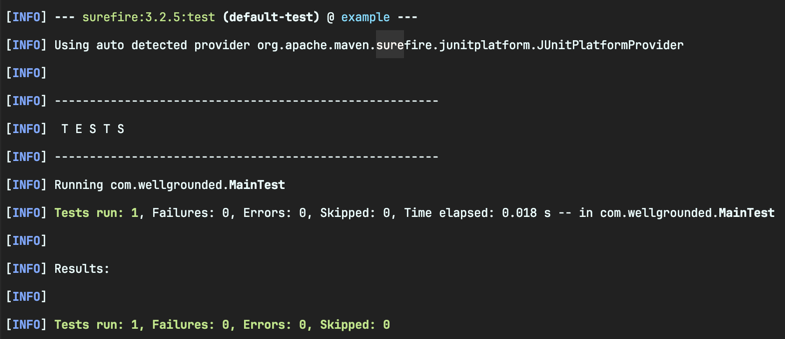 [INFO] --- surefire:3.2.5:test (default-test) @ example ---
[INFO] Using auto detected provider org.apache.maven.surefire.junitplatform.JUnitPlatformProvider
[INFO]
[INFO] -------------------------------------------------------
[INFO]  T E S T S
[INFO] -------------------------------------------------------
[INFO] Running com.wellgrounded.MainTest
[INFO] Tests run: 1, Failures: 0, Errors: 0, Skipped: 0, Time elapsed: 0.018 s -- in com.wellgrounded.MainTest
[INFO]
[INFO] Results:
[INFO]
[INFO] Tests run: 1, Failures: 0, Errors: 0, Skipped: 0